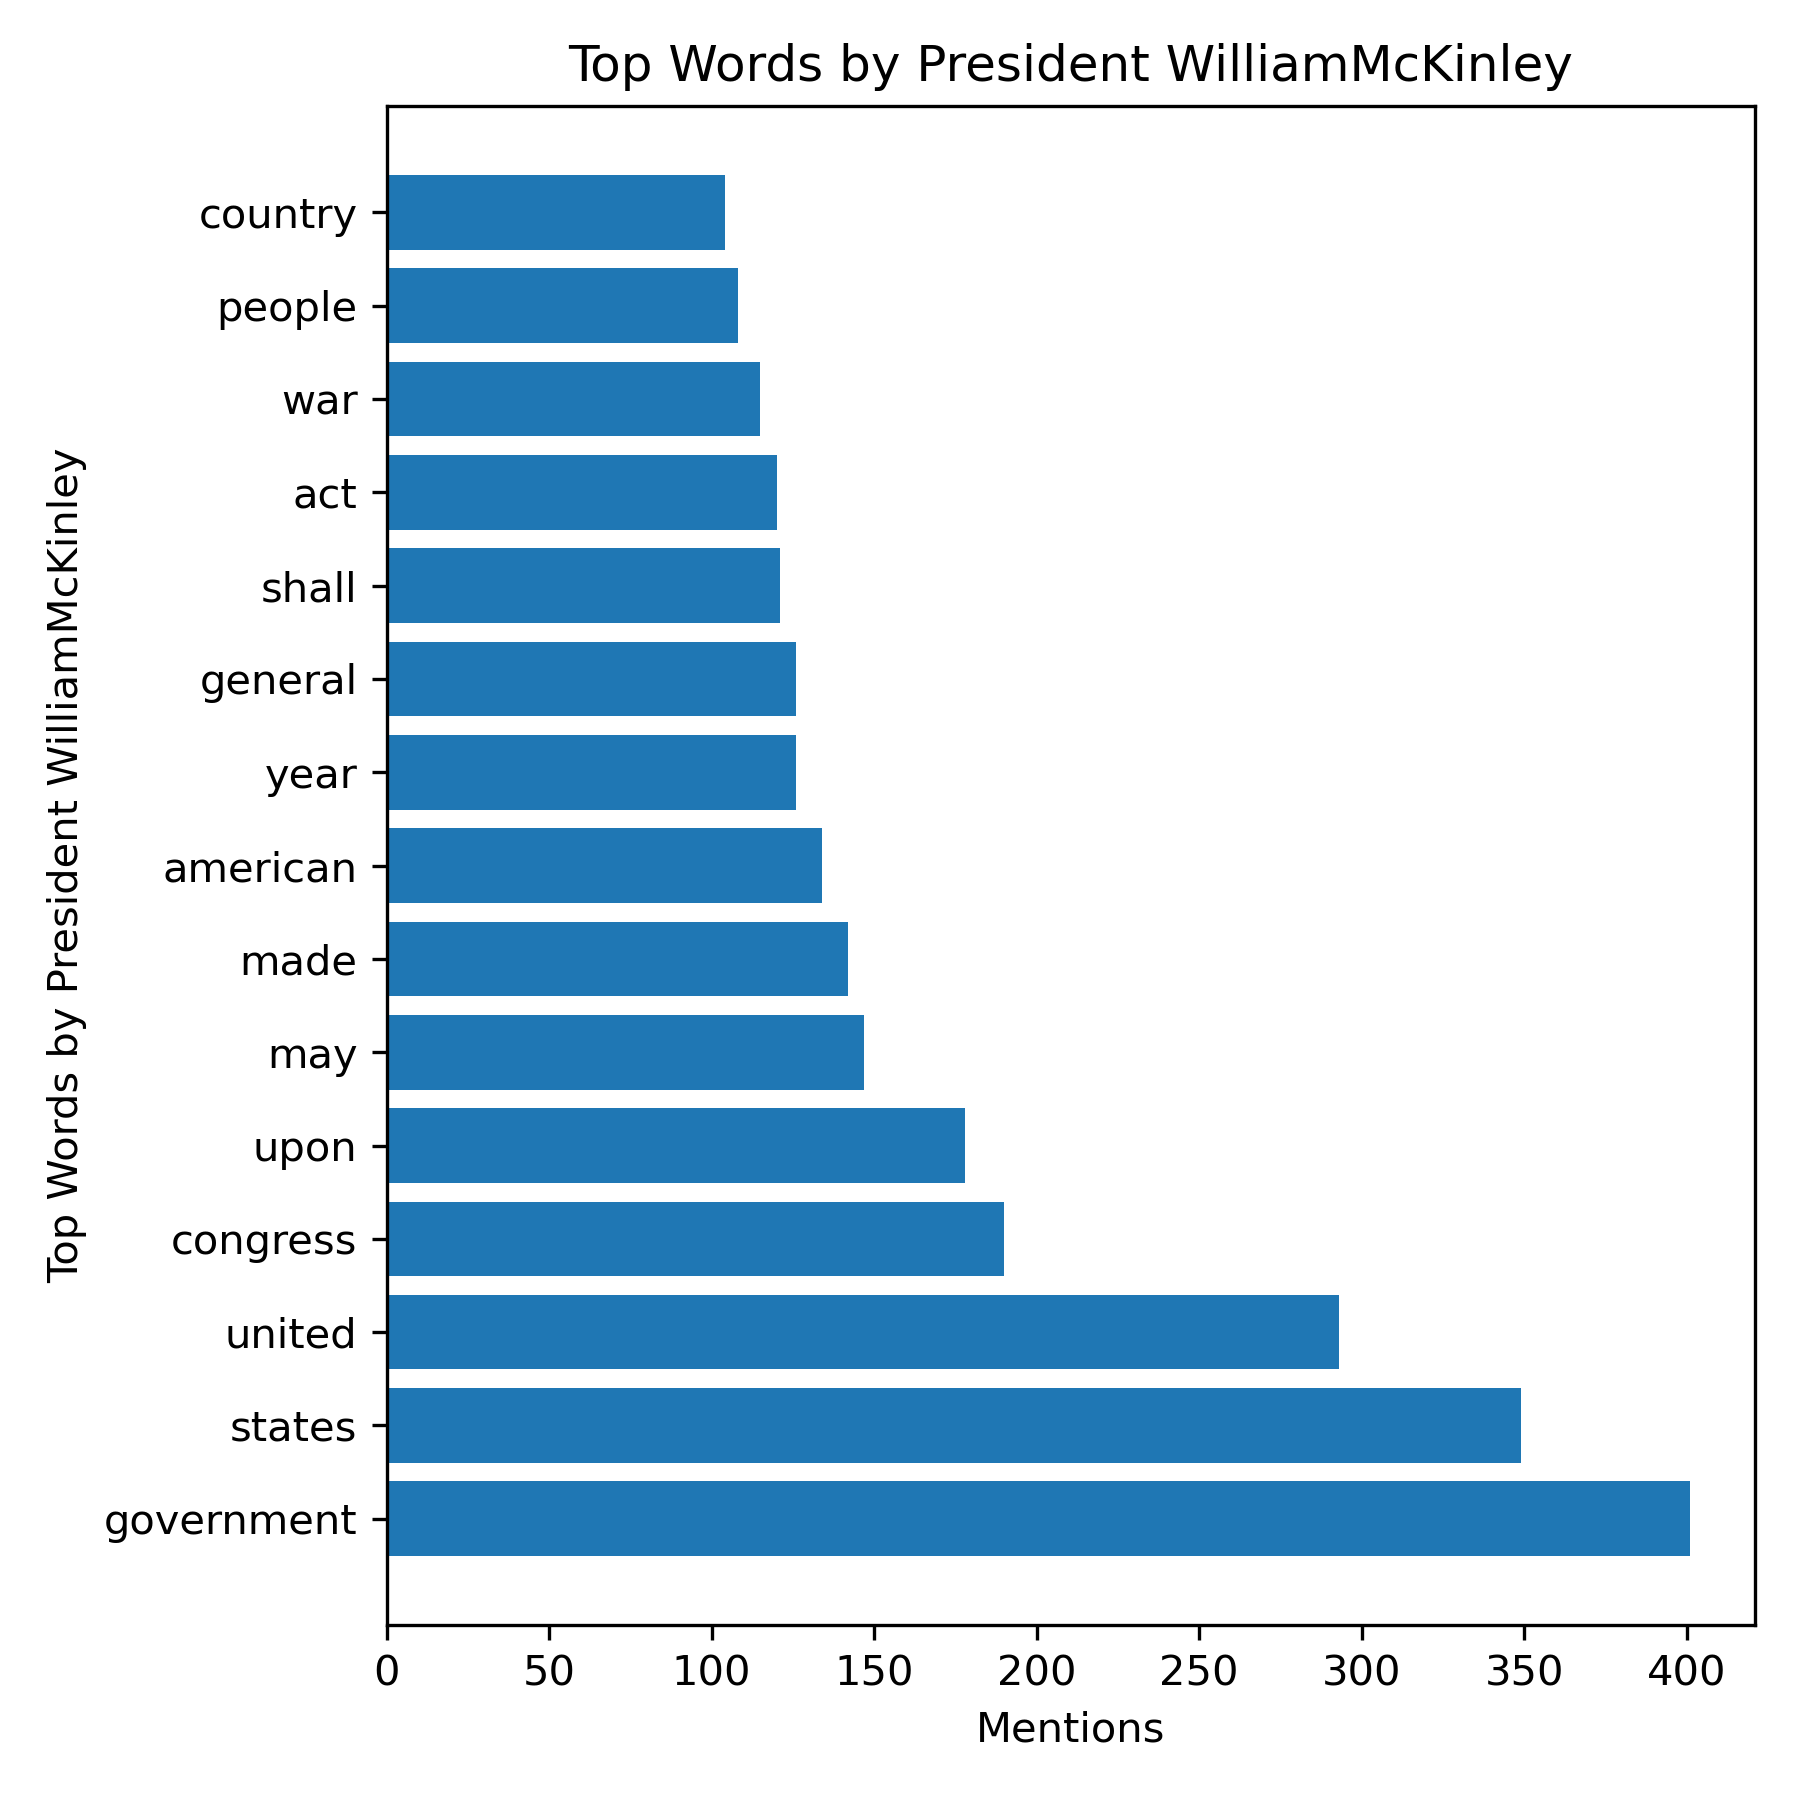 Top Words by President WilliamMcKinley
Top Words by President WilliamMcKinley
country
people
war
act
shall
general
year
american
made
may
upon
congress
united
states
government
0 50 100 150 200 250 300 350 400
Mentions